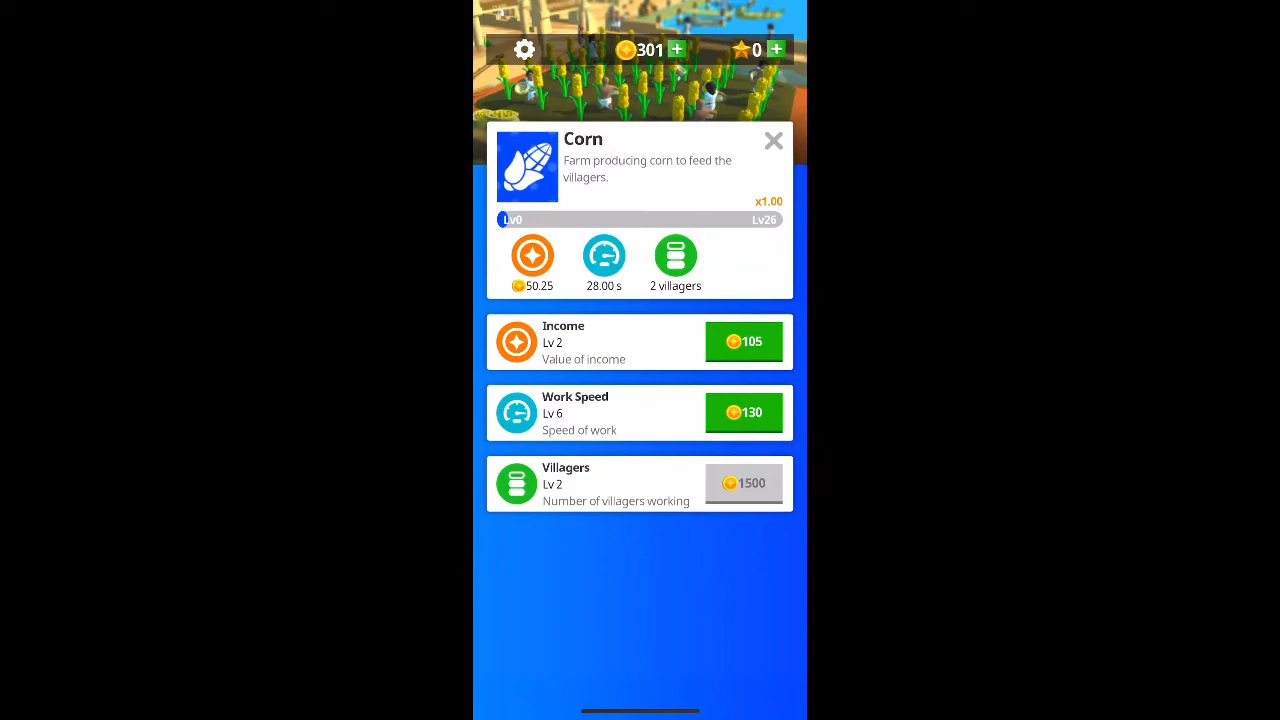 301
0
Corn
Farm producing corn to feed the
villagers.
x1.00
Lv0 Lv26
50.25 28.00 s 2 villagers
Income
Lv 2
Value of income
105
Work Speed
Lv 6
Speed of work
130
Villagers
Lv 2
Number of villagers working
1500